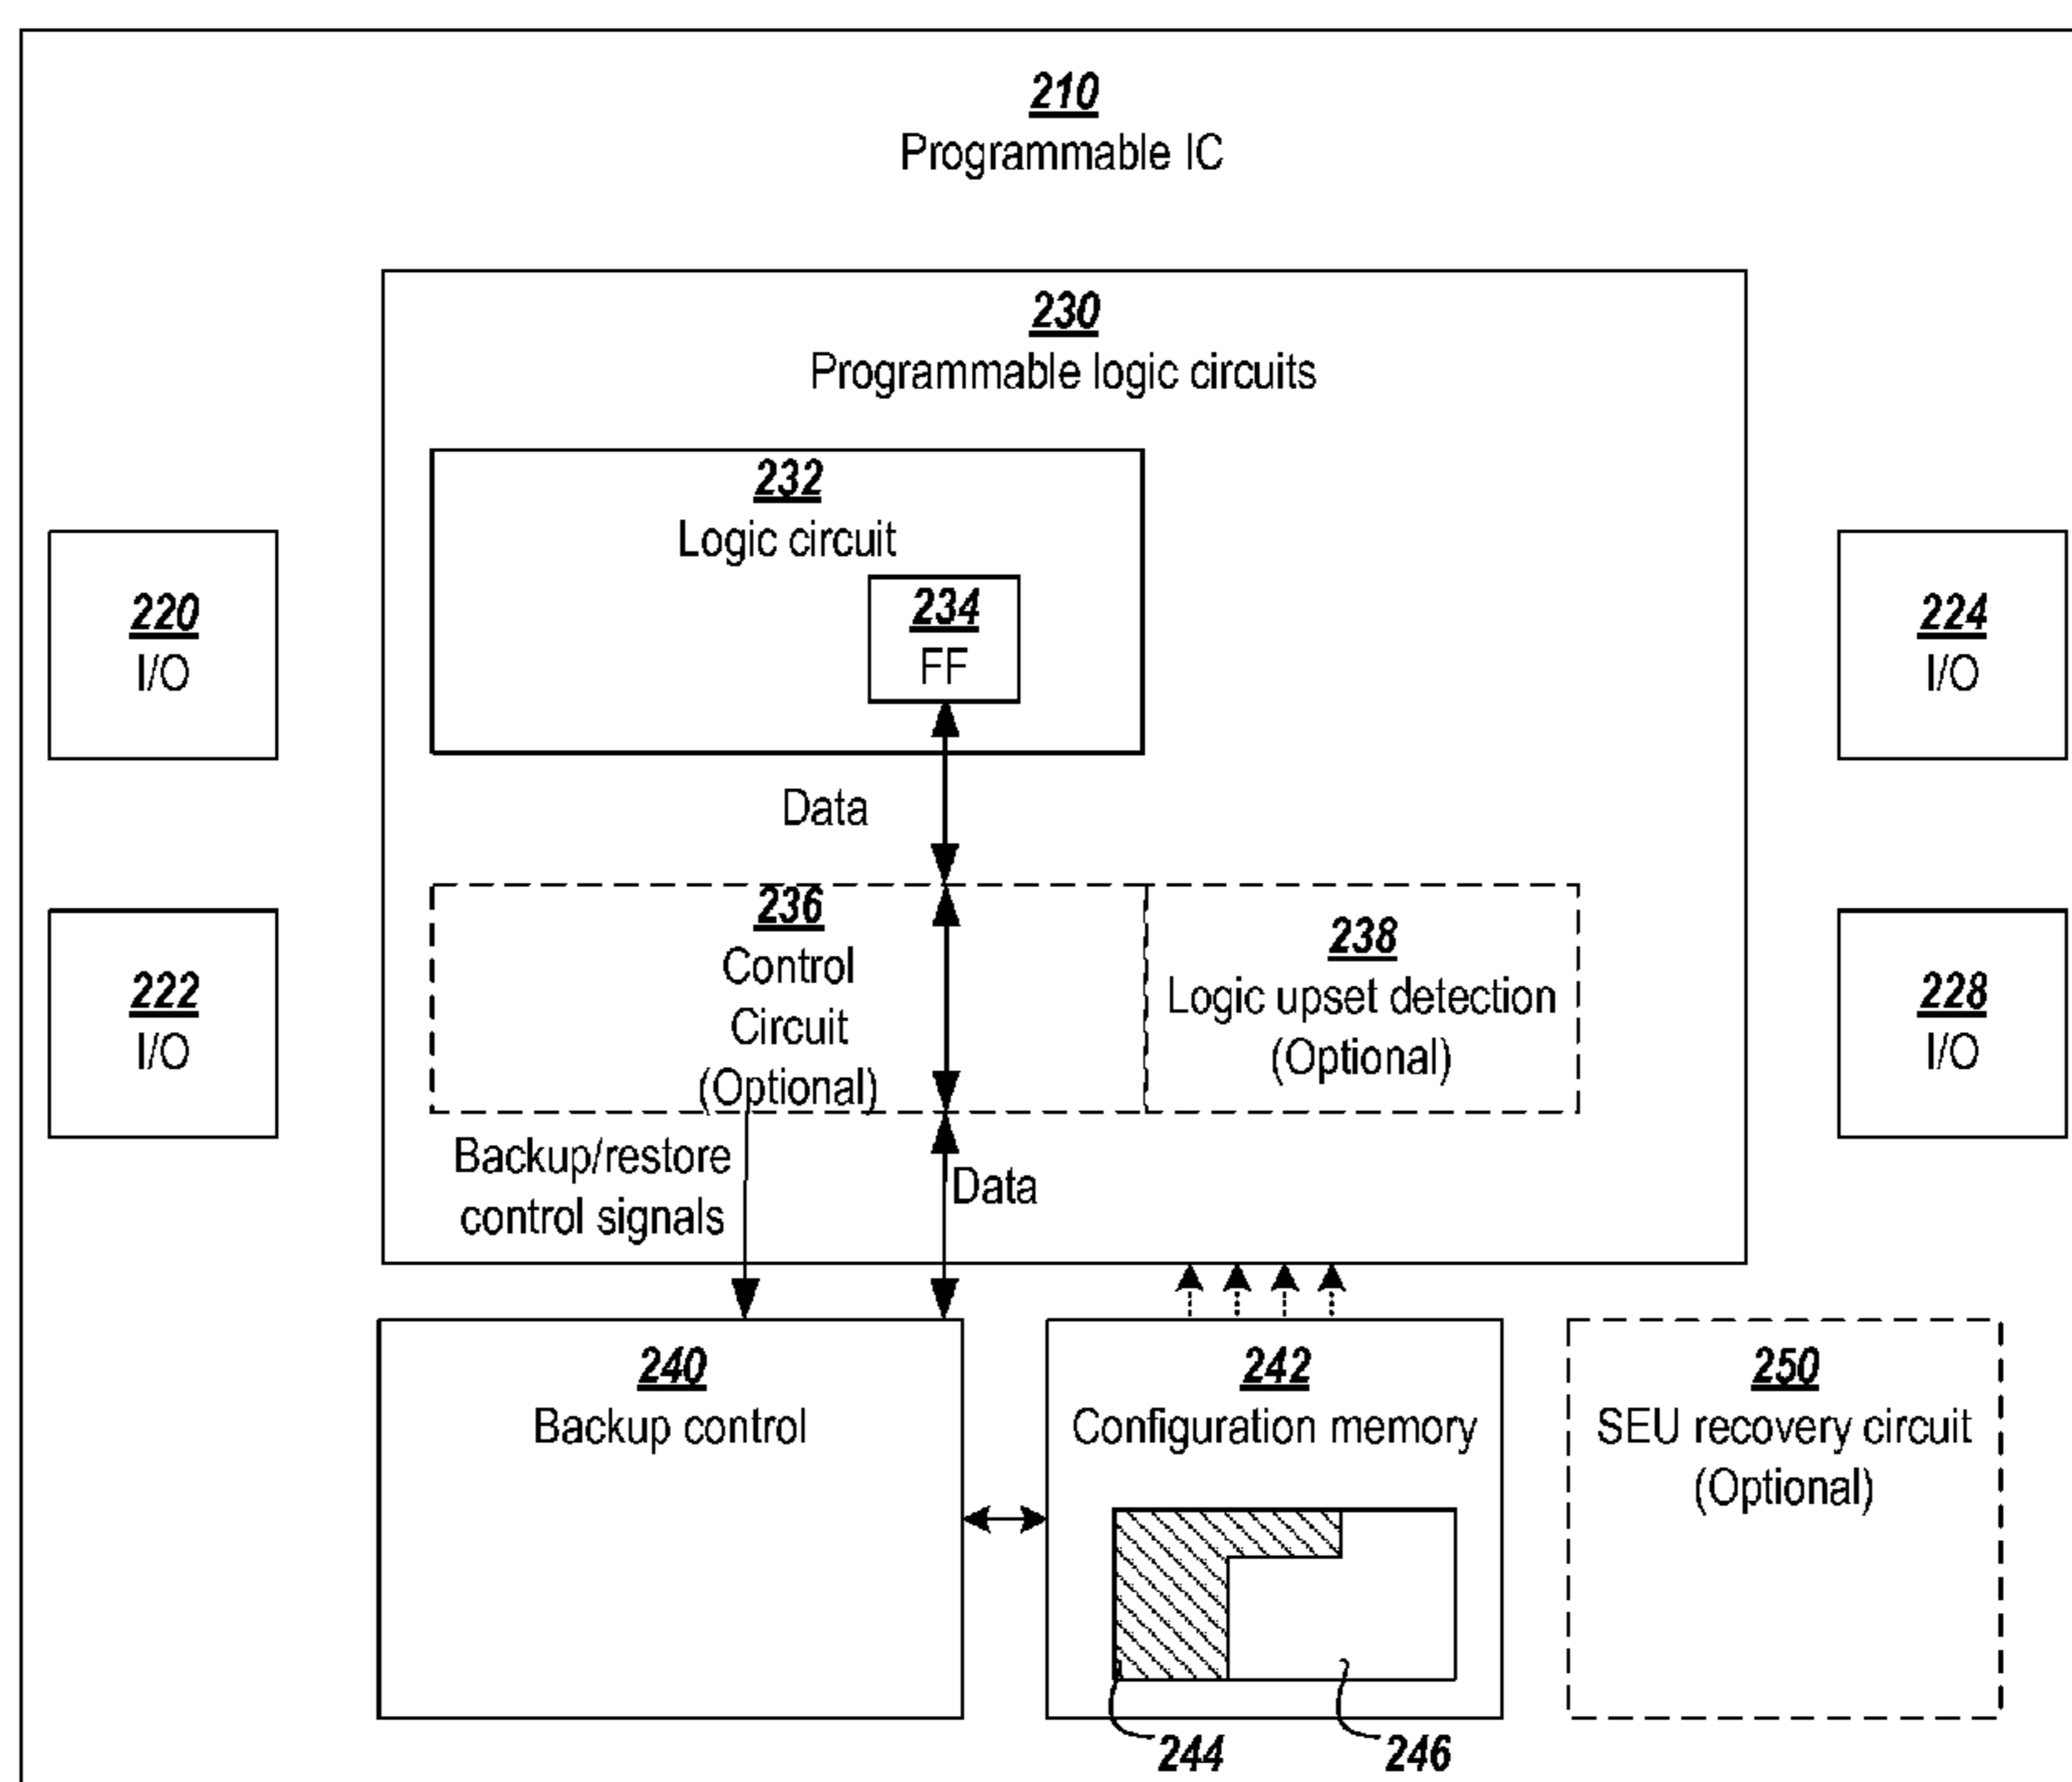 210
Programmable IC
230
Programmable logic circuits
232
Logic circuit
234
FF
220
I/O
224
I/O
Data
236
Control
Circuit
(Optional)
238
Logic upset detection
(Optional)
222
I/O
228
I/O
Backup/restore
control signals
Data
240
Backup control
242
Configuration memory
250
SEU recovery circuit
(Optional)
244
246